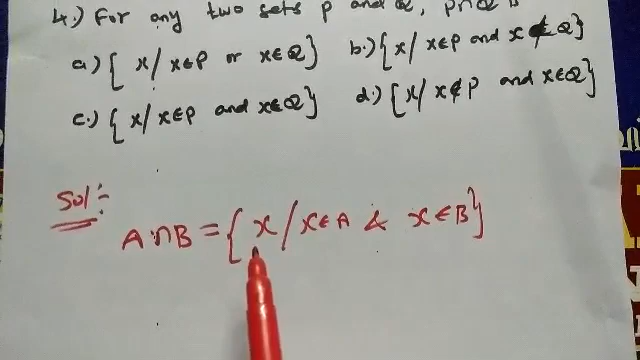 4.) For any two sets P and Q, P∩Q is
a.) { x/ x∈P or x∈Q} b.) { x/ x∈P and x∉Q}
c.) { x/ x∈P and x∈Q} d.) { x/ x∉P and x∈Q}
Sol:-
A∩B = { x/x∈A & x∈B}